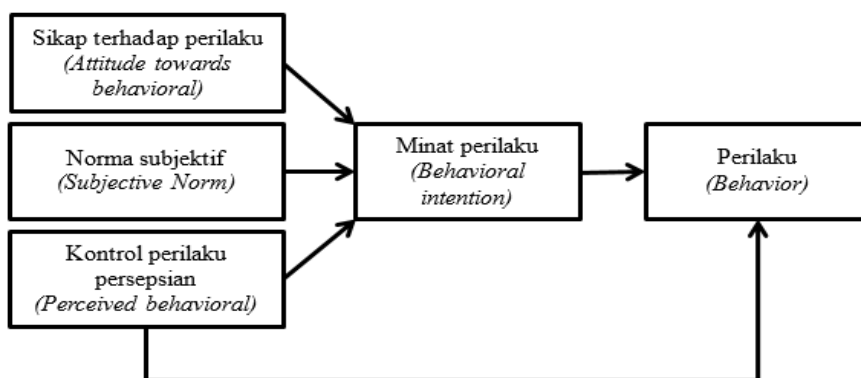 Sikap terhadap perilaku
(Attitude towards
behavioral)
Norma subjektif
(Subjective Norm)
Kontrol perilaku
persepsian
(Perceived behavioral)
Minat perilaku
(Behavioral
intention)
Perilaku
(Behavior)